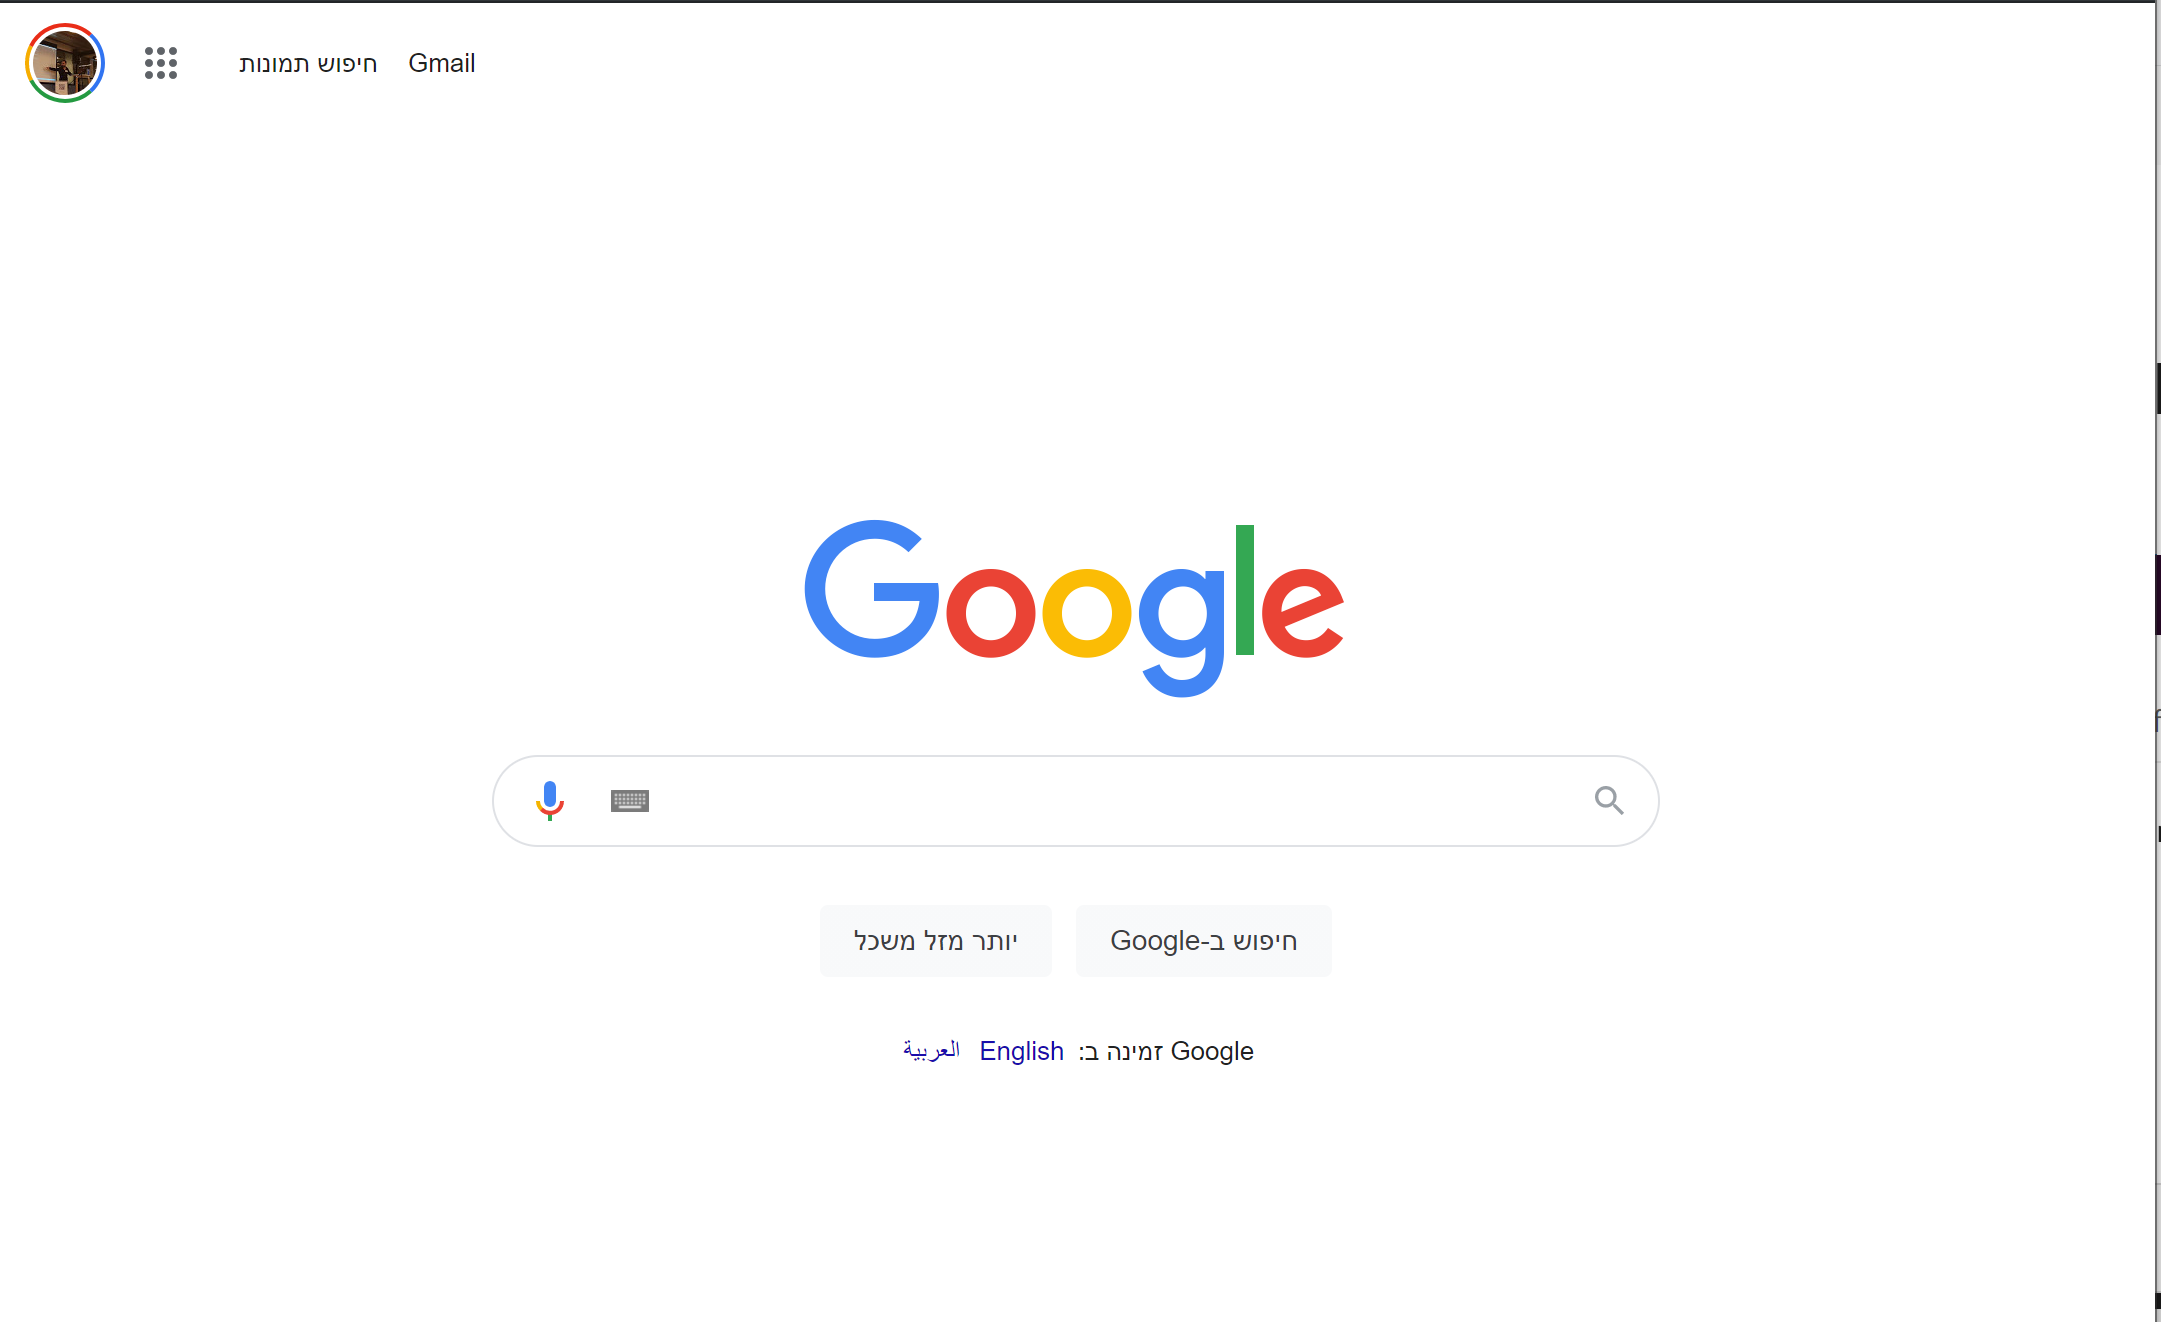 Gmail חיפוש תמונות
Google
חיפוש ב-Google יותר מזל משכל
Google זמינה ב: English العربية